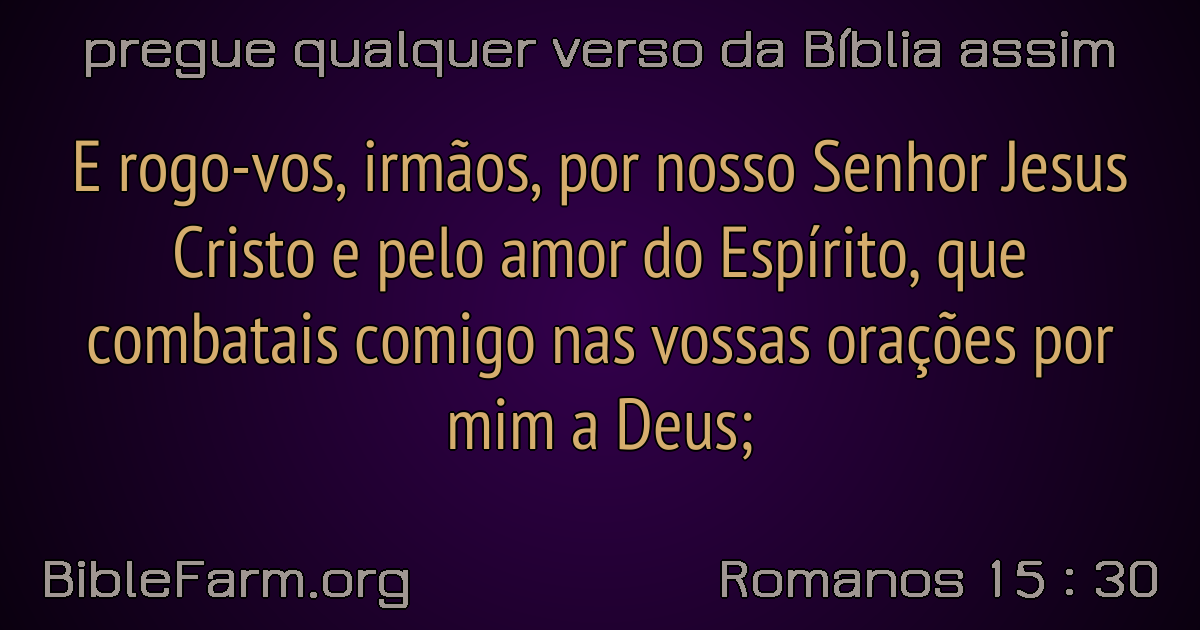 pregue qualquer verso da Bíblia assim
E rogo-vos, irmãos, por nosso Senhor Jesus
Cristo e pelo amor do Espírito, que
combatais comigo nas vossas orações por
mim a Deus;
BibleFarm.org
Romanos 15 : 30